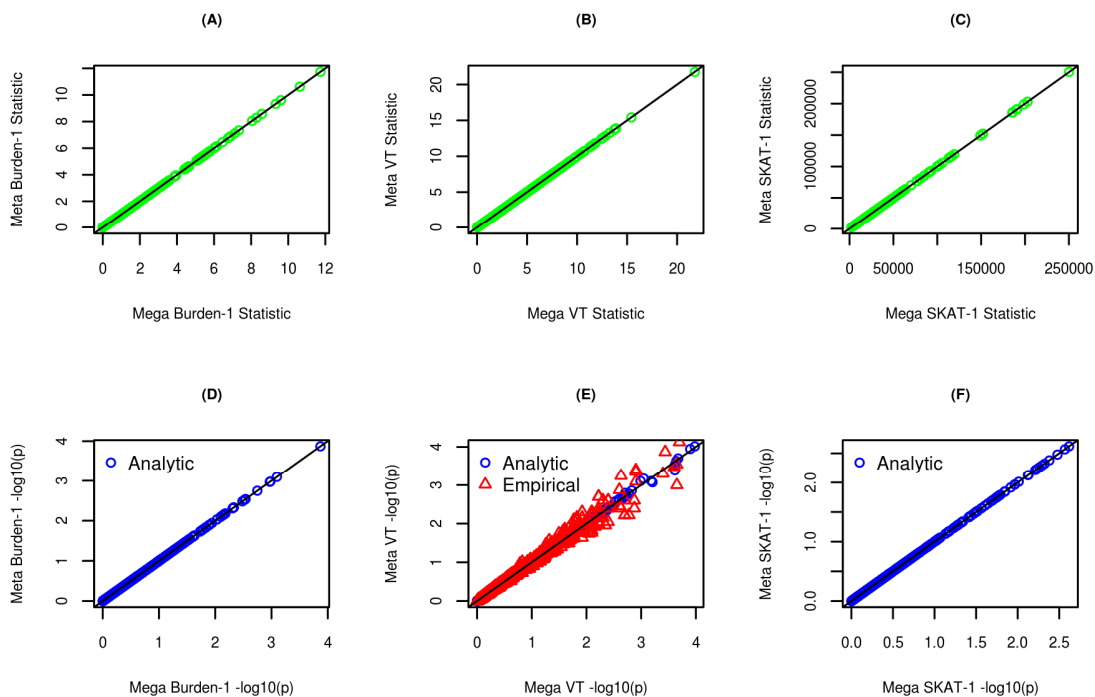 (A)
Meta Burden-1 Statistic
0 2 4 6 8 10
0 2 4 6 8 10 12
Mega Burden-1 Statistic
(B)
Meta VT Statistic
0 5 10 15 20
0 5 10 15 20
Mega VT Statistic
(C)
Meta SKAT-1 Statistic
0 100000 200000
0 50000 150000 250000
Mega SKAT-1 Statistic
(D)
Meta Burden-1 -log10(p)
0 1 2 3 4
Analytic
0 1 2 3 4
Mega Burden-1 -log10(p)
(E)
Meta VT -log10(p)
0 1 2 3 4
Analytic
Empirical
0 1 2 3 4
Mega VT -log10(p)
(F)
Meta SKAT-1 -log10(p)
0.0 1.0 2.0
Analytic
0.0 0.5 1.0 1.5 2.0 2.5
Mega SKAT-1 -log10(p)